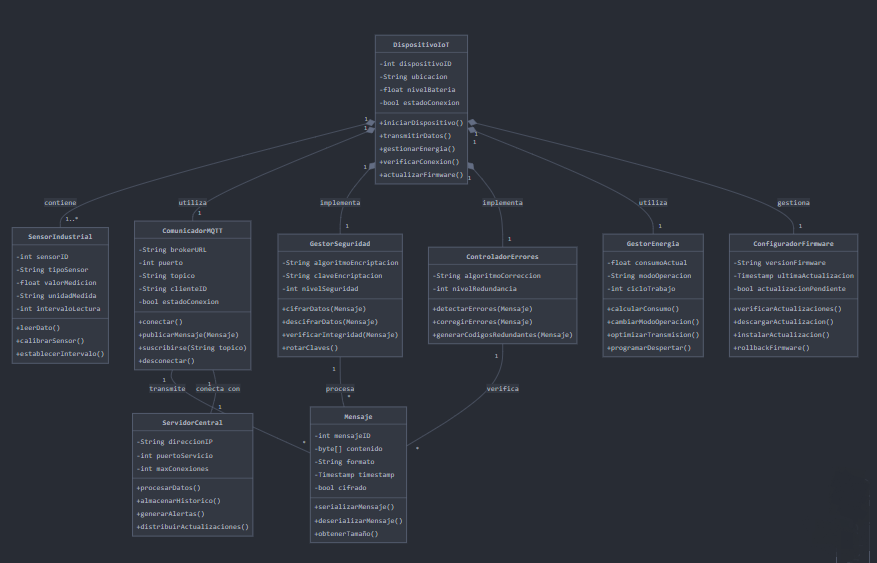 DispositivoIoT
-int dispositivoID
-String ubicacion
-float nivelBateria
-bool estadoConexion
+iniciarDispositivo()
+transmitirDatos()
+gestionarEnergia()
+verificarConexion()
+actualizarFirmware()
1
1
1
1
1
1
contiene
utiliza
implementa
implementa
utiliza
gestiona
1..*
1
1
1
1
1
SensorIndustrial
-int sensorID
-String tipoSensor
-float valorMedicion
-String unidadMedida
-int intervaloLectura
+leerDato()
+calibrarSensor()
+establecerIntervalo()
ComunicadorMQTT
-String brokerURL
-int puerto
-String topico
-String clienteID
-bool estadoConexion
+conectar()
+publicarMensaje(Mensaje)
+suscribirse(String topico)
+desconectar()
GestorSeguridad
-String algoritmoEncriptacion
-String claveEncriptacion
-int nivelSeguridad
+cifrarDatos(Mensaje)
+descifrarDatos(Mensaje)
+verificarIntegridad(Mensaje)
+rotarClaves()
ControladorErrores
-String algoritmoCorreccion
-int nivelRedundancia
+detectarErrores(Mensaje)
+corregirErrores(Mensaje)
+generarCodigosRedundantes(Mensaje)
GestorEnergia
-float consumoActual
-String modoOperacion
-int cicloTrabajo
+calcularConsumo()
+cambiarModoOperacion()
+optimizarTransmision()
+programarDespertar()
ConfiguradorFirmware
-String versionFirmware
-Timestamp ultimaActualizacion
-bool actualizacionPendiente
+verificarActualizaciones()
+descargarActualizacion()
+instalarActualizacion()
+rollbackFirmware()
1
1
1
1
transmite
conecta con
procesa
verifica
1
*
*
*
ServidorCentral
-String direccionIP
-int puertoServicio
-int maxConexiones
+procesarDatos()
+almacenarHistorico()
+generarAlertas()
+distribuirActualizaciones()
Mensaje
-int mensajeID
-byte[] contenido
-String formato
-Timestamp timestamp
-bool cifrado
+serializarMensaje()
+deserializarMensaje()
+obtenerTamaño()